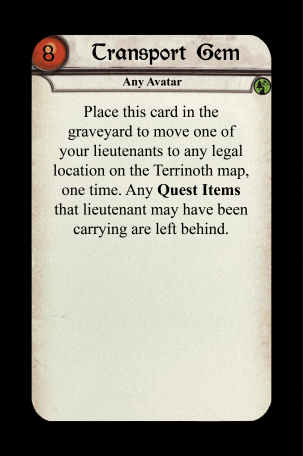 8
Transport Gem
Any Avatar
Place this card in the
graveyard to move one of
your lieutenants to any legal
location on the Terrinoth map,
one time. Any Quest Items
that lieutenant may have been
carrying are left behind.